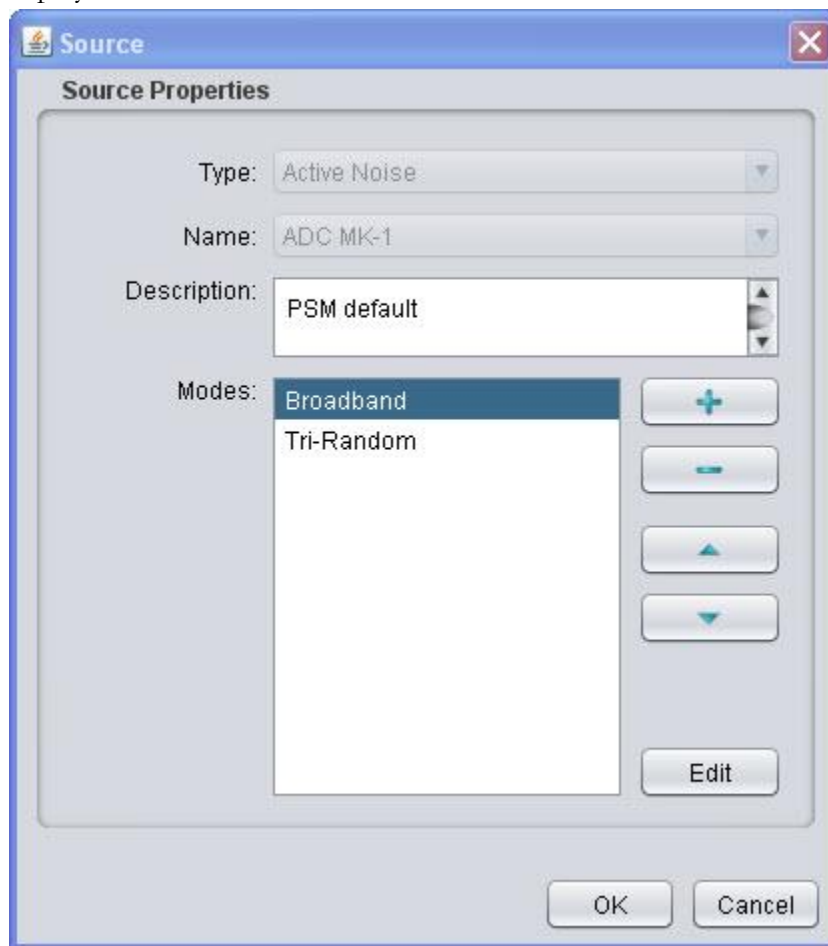 Source
Source Properties
Type: Active Noise
Name: ADC MK-1
Description: PSM default
Modes: Broadband
Tri-Random
Edit
OK Cancel